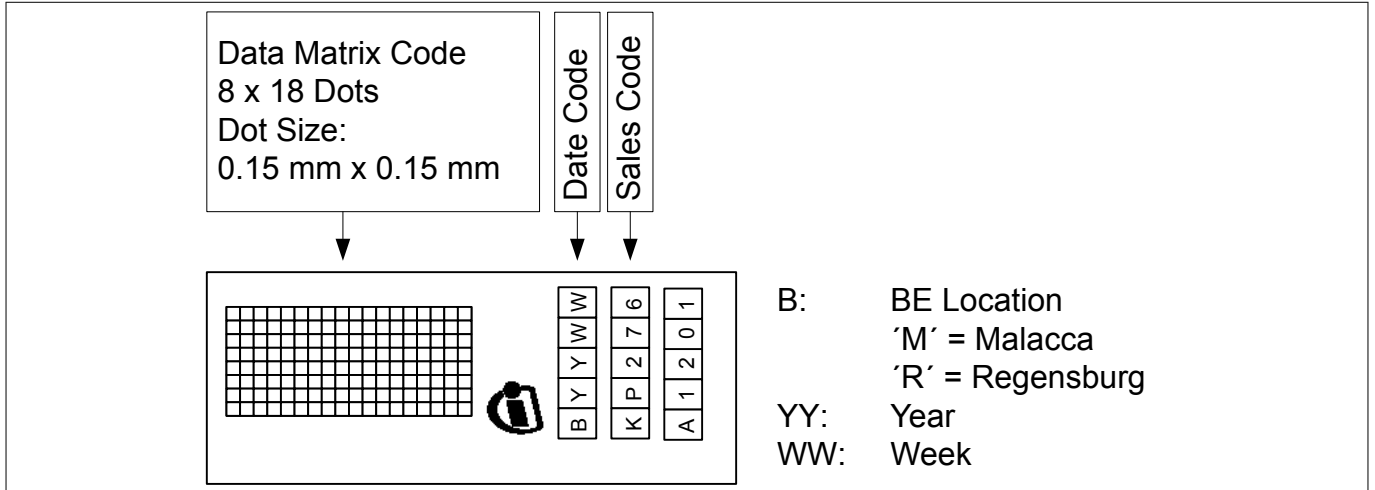 Data Matrix Code
8 x 18 Dots
Dot Size:
0.15 mm x 0.15 mm
Date Code
Sales Code
BYYWW
KP276
A1201
B: BE Location
´M´ = Malacca
´R´ = Regensburg
YY: Year
WW: Week